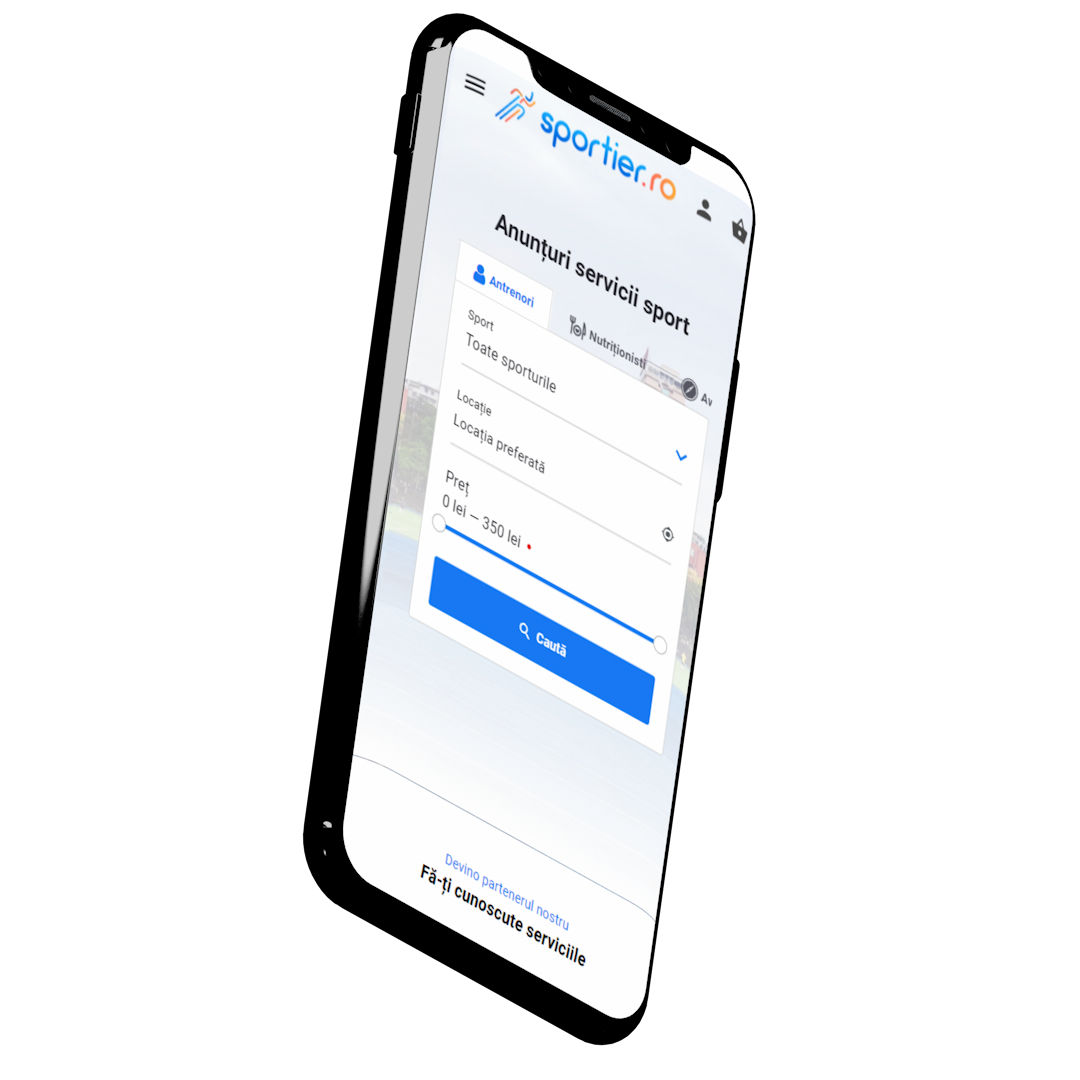 sportier.ro
Anunțuri servicii sport
Antrenori
Nutriționisti
Av
Sport
Toate sporturile
Locație
Locația preferată
Preț
0 lei – 350 lei
Caută
Devino partenerul nostru
Fă-ți cunoscute serviciile